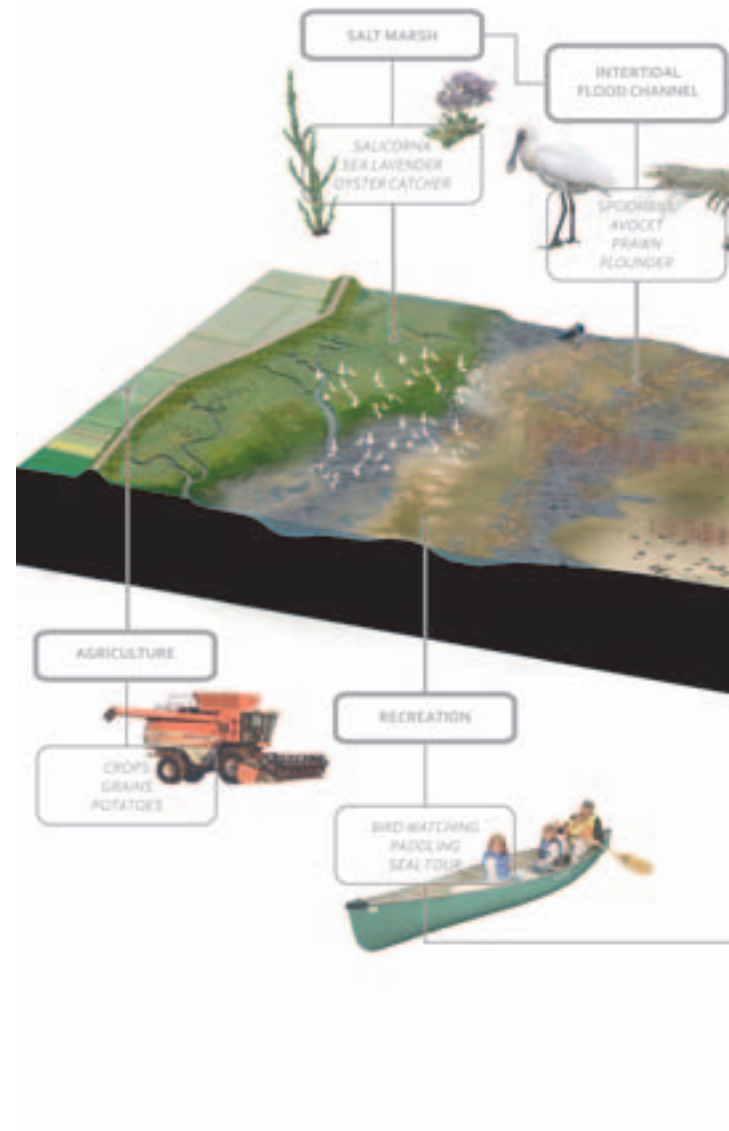 SALT MARSH
INTERTIDAL
FLOOD CHANNEL
SALICORNA
SEA LAVENDER
OYSTER CATCHER
SPOONBILL
AVOCET
PRAWN
FLOUNDER
AGRICULTURE
CROPS
GRAINS
POTATOES
RECREATION
BIRD WATCHING
PADDLING
SEAL TOUR